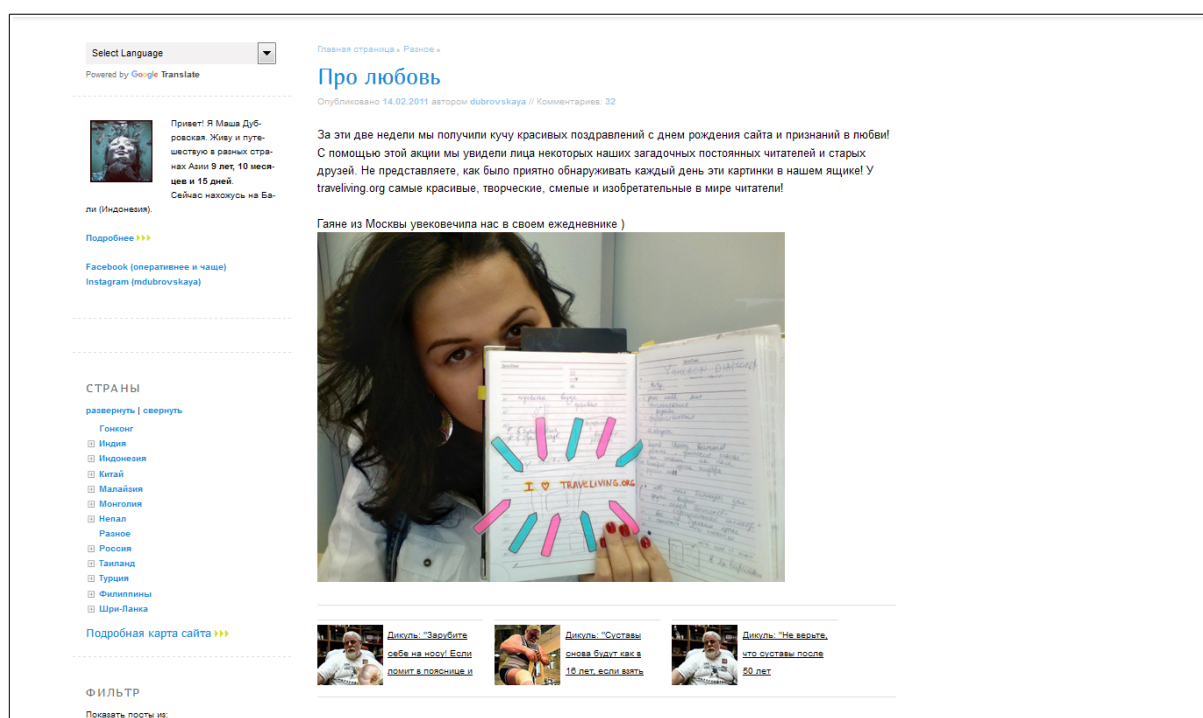 Select Language
Powered by Google Translate
Привет! Я Маша Дуб-
ровская. Живу и путе-
шествую в разных стра-
нах Азии 9 лет, 10 меся-
цев и 15 дней.
Сейчас нахожусь на Ба-
ли (Индонезия).
Подробнее
Facebook (оперативнее и чаще)
Instagram (mdubrovskaya)
СТРАНЫ
развернуть | свернуть
Гонконг
Индия
Индонезия
Китай
Малайзия
Монголия
Непал
Разное
Россия
Таиланд
Турция
Филиппины
Шри-Ланка
Подробная карта сайта
ФИЛЬТР
Показать посты из:
Главная страница » Разное »
Про любовь
Опубликовано 14.02.2011 автором dubrovskaya // Комментариев: 32
За эти две недели мы получили кучу красивых поздравлений с днем рождения сайта и признаний в любви!
С помощью этой акции мы увидели лица некоторых наших загадочных постоянных читателей и старых
друзей. Не представляете, как было приятно обнаруживать каждый день эти картинки в нашем ящике! У
traveliving.org самые красивые, творческие, смелые и изобретательные в мире читатели!
Гаяне из Москвы увековечила нас в своем ежедневнике )
I ♡ TRAVELIVING.ORG
Дикуль: "Зарубите
себе на носу! Если
ломит в пояснице и
Дикуль: "Суставы
снова будут как в
16 лет, если взять
Дикуль: "Не верьте,
что суставы после
50 лет